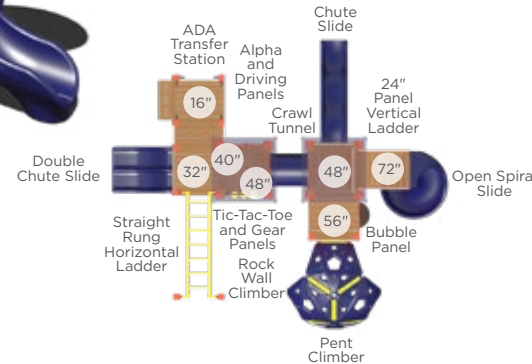 Chute
Slide
ADA
Transfer
Station
Alpha
and
Driving
Panels
24"
Panel
Vertical
Ladder
Crawl
Tunnel
16"
Double
Chute Slide
32"
40"
48"
48"
72"
Open Spira
Slide
56"
Straight
Rung
Horizontal
Ladder
Tic-Tac-Toe
and Gear
Panels
Rock
Wall
Climber
Bubble
Panel
Pent
Climber